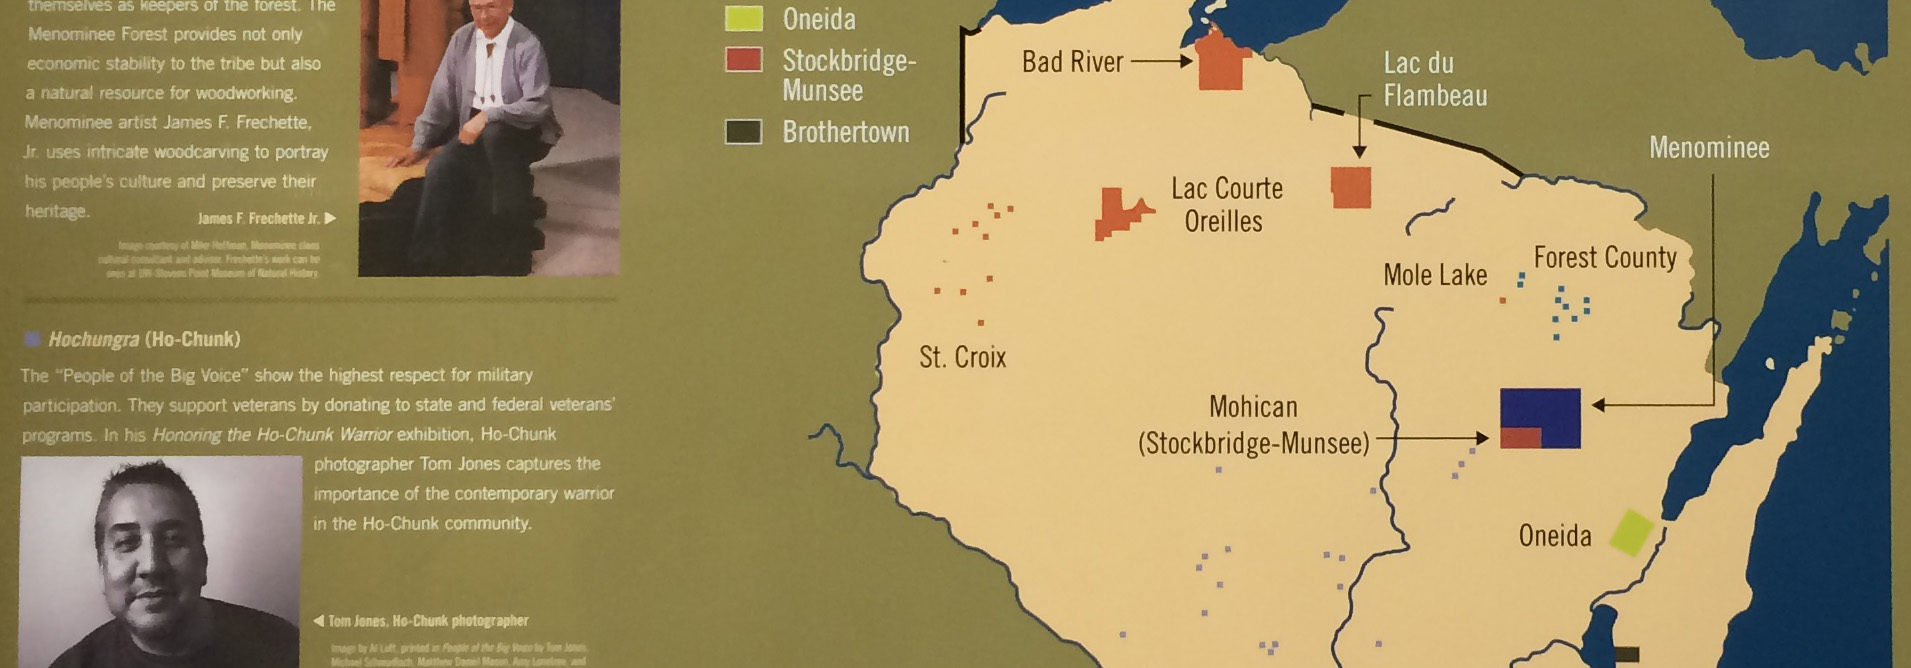 themselves as keepers of the forest. The
Menominee Forest provides not only
economic stability to the tribe but also
a natural resource for woodworking.
Menominee artist James F. Frechette,
Jr. uses intricate woodcarving to portray
his people's culture and preserve their
heritage.
James F. Frechette Jr. ▶
Image courtesy of Mike Hoffman, Menominee clans
cultural consultant and advisor. Frechette's work can be
seen at UW-Stevens Point Museum of Natural History.
Hochungra (Ho-Chunk)
The "People of the Big Voice" show the highest respect for military
participation. They support veterans by donating to state and federal veterans'
programs. In his Honoring the Ho-Chunk Warrior exhibition, Ho-Chunk
photographer Tom Jones captures the
importance of the contemporary warrior
in the Ho-Chunk community.
◀ Tom Jones, Ho-Chunk photographer
Image by Al Luft, printed in People of the Big Voice by Tom Jones,
Michael Schmudlach, Matthew Daniel Mason, Amy Lonetree, and
Oneida
Stockbridge-
Munsee
Brothertown
Bad River
Lac du
Flambeau
Menominee
Lac Courte
Oreilles
Forest County
Mole Lake
St. Croix
Mohican
(Stockbridge-Munsee)
Oneida